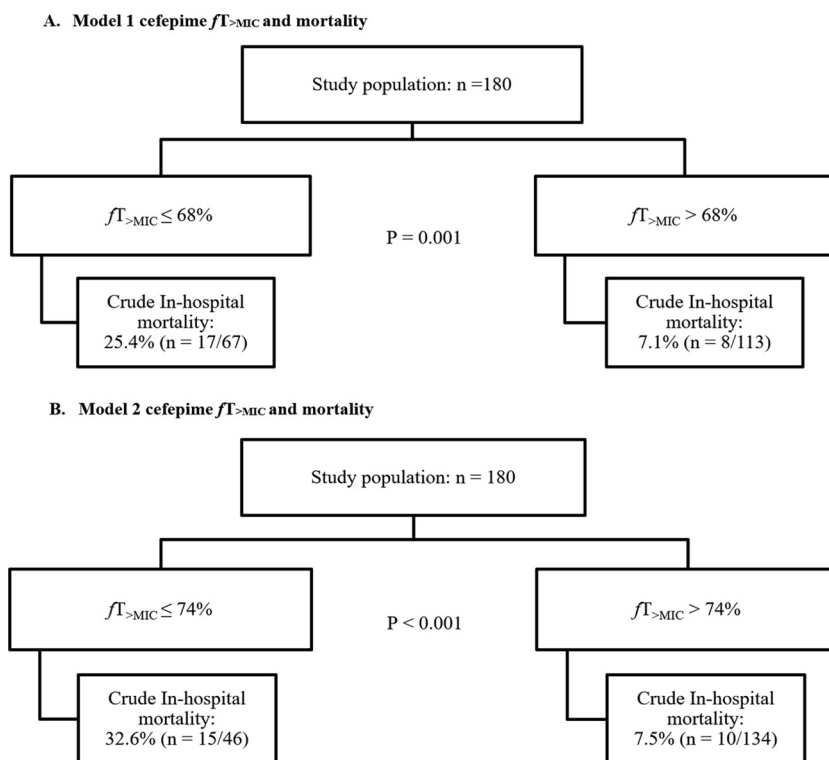 A. Model 1 cefepime fT>MIC and mortality
Study population: n =180
fT>MIC ≤ 68%
P = 0.001
fT>MIC > 68%
Crude In-hospital
mortality:
25.4% (n = 17/67)
Crude In-hospital
mortality:
7.1% (n = 8/113)
B. Model 2 cefepime fT>MIC and mortality
Study population: n = 180
fT>MIC ≤ 74%
P < 0.001
fT>MIC > 74%
Crude In-hospital
mortality:
32.6% (n = 15/46)
Crude In-hospital
mortality:
7.5% (n = 10/134)